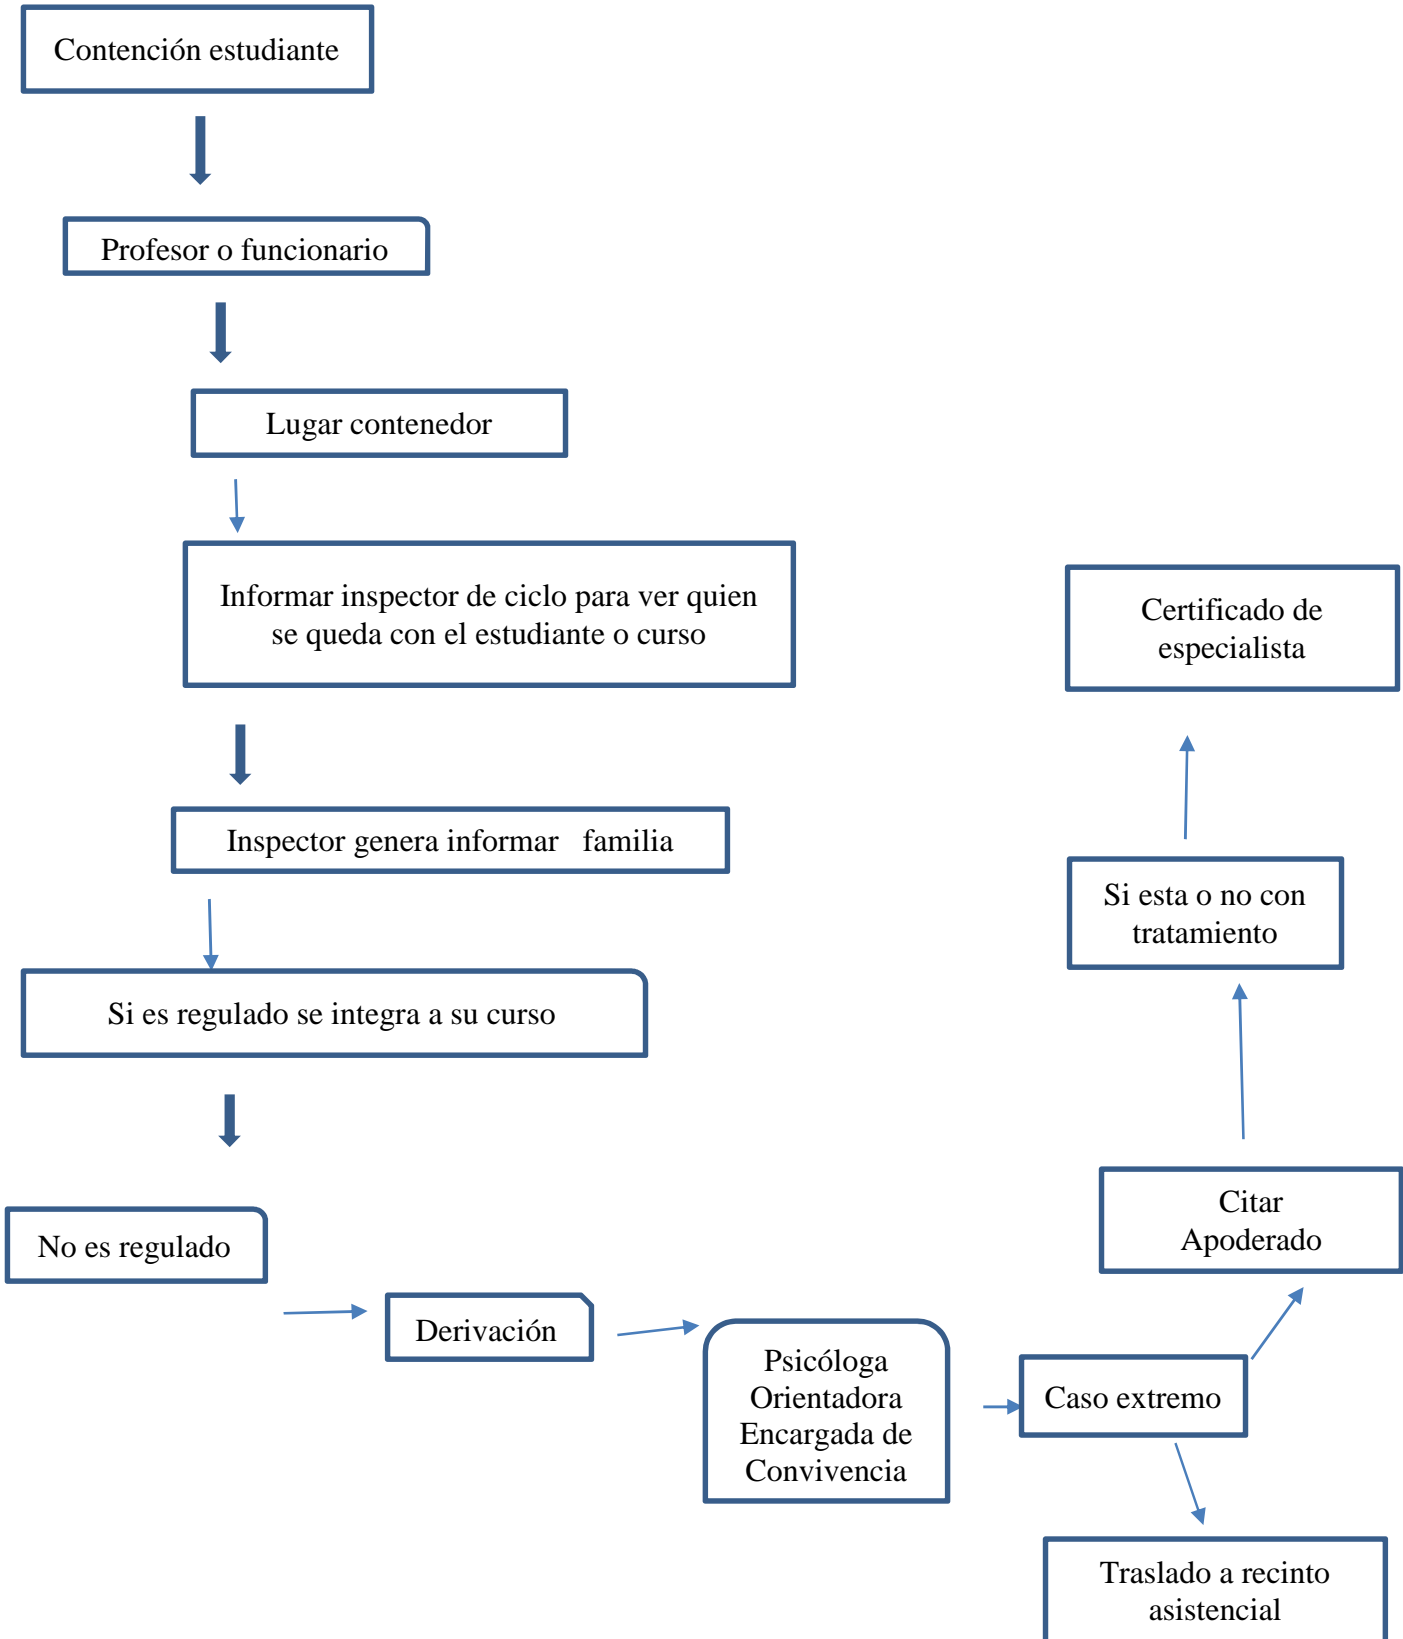 Contención estudiante
Profesor o funcionario
Lugar contenedor
Informar inspector de ciclo para ver quien
se queda con el estudiante o curso
Inspector genera informar familia
Si es regulado se integra a su curso
No es regulado
Derivación
Psicóloga
Orientadora
Encargada de
Convivencia
Caso extremo
Citar
Apoderado
Si esta o no con
tratamiento
Certificado de
especialista
Traslado a recinto
asistencial